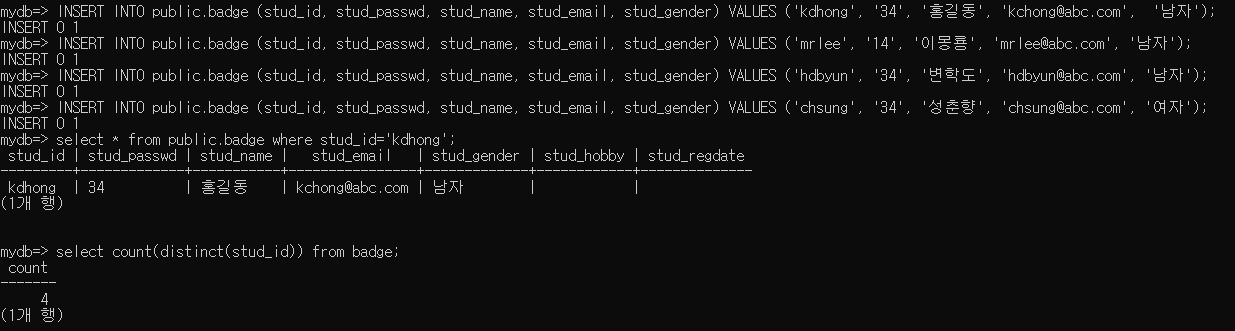 mydb=> INSERT INTO public.badge (stud_id, stud_passwd, stud_name, stud_email, stud_gender) VALUES ('kdhong', '34', '홍길동', 'kchong@abc.com',  '남자');
INSERT 0 1
mydb=> INSERT INTO public.badge (stud_id, stud_passwd, stud_name, stud_email, stud_gender) VALUES ('mrlee', '14', '이몽룡', 'mrlee@abc.com', '남자');
INSERT 0 1
mydb=> INSERT INTO public.badge (stud_id, stud_passwd, stud_name, stud_email, stud_gender) VALUES ('hdbyun', '34', '변학도', 'hdbyun@abc.com', '남자');
INSERT 0 1
mydb=> INSERT INTO public.badge (stud_id, stud_passwd, stud_name, stud_email, stud_gender) VALUES ('chsung', '34', '성춘향', 'chsung@abc.com', '여자');
INSERT 0 1
mydb=> select * from public.badge where stud_id='kdhong';
 stud_id | stud_passwd | stud_name |   stud_email   | stud_gender | stud_hobby | stud_regdate
---------+-------------+-----------+----------------+-------------+------------+--------------
 kdhong  | 34          | 홍길동    | kchong@abc.com | 남자        |            |
(1개 행)
mydb=> select count(distinct(stud_id)) from badge;
 count
-------
     4
(1개 행)